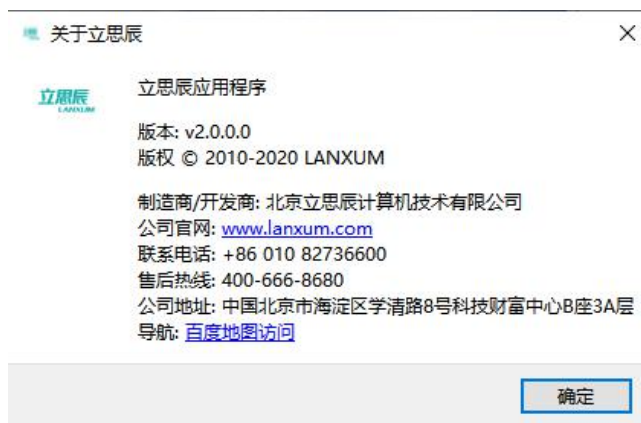 关于立思辰
立思辰
LANXUM
立思辰应用程序
版本: v2.0.0.0
版权 © 2010-2020 LANXUM
制造商/开发商: 北京立思辰计算机技术有限公司
公司官网: www.lanxum.com
联系电话: +86 010 82736600
售后热线: 400-666-8680
公司地址: 中国北京市海淀区学清路8号科技财富中心B座3A层
导航: 百度地图访问
确定